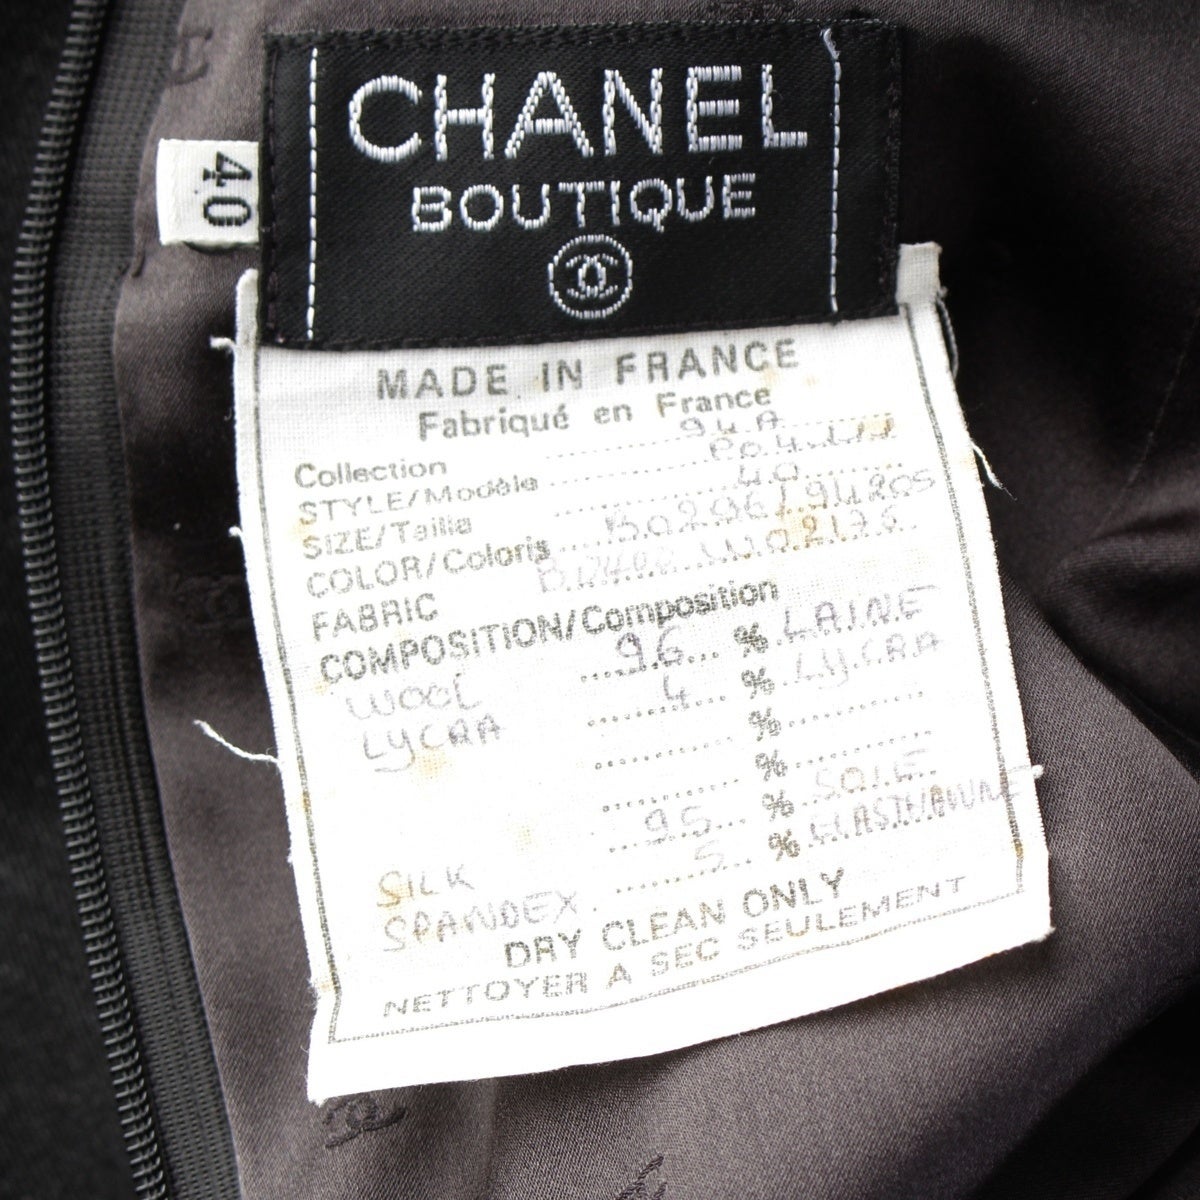 CHANEL
BOUTIQUE
40
MADE IN FRANCE
Fabriqué en France
Collection 94A
STYLE/Modèle
SIZE/Taille 40
COLOR/Coloris
FABRIC
COMPOSITION/Composition
WOOL 96 % LAINE
LYCRA 4 % LYCRA
%
%
SILK 95 % SOIE
SPANDEX 5 %
DRY CLEAN ONLY
NETTOYER A SEC SEULEMENT